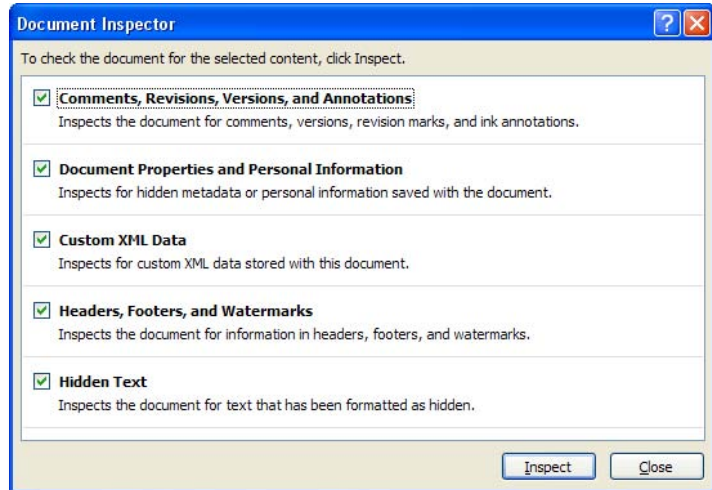 Document Inspector
To check the document for the selected content, click Inspect.
Comments, Revisions, Versions, and Annotations
Inspects the document for comments, versions, revision marks, and ink annotations.
Document Properties and Personal Information
Inspects for hidden metadata or personal information saved with the document.
Custom XML Data
Inspects for custom XML data stored with this document.
Headers, Footers, and Watermarks
Inspects the document for information in headers, footers, and watermarks.
Hidden Text
Inspects the document for text that has been formatted as hidden.
Inspect Close